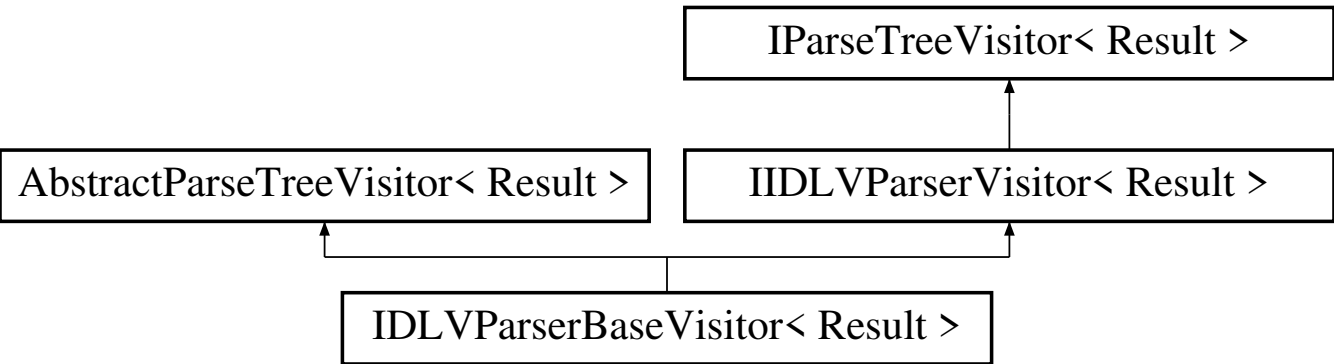 IParseTreeVisitor< Result >
AbstractParseTreeVisitor< Result >
IIDLVParserVisitor< Result >
IDLVParserBaseVisitor< Result >